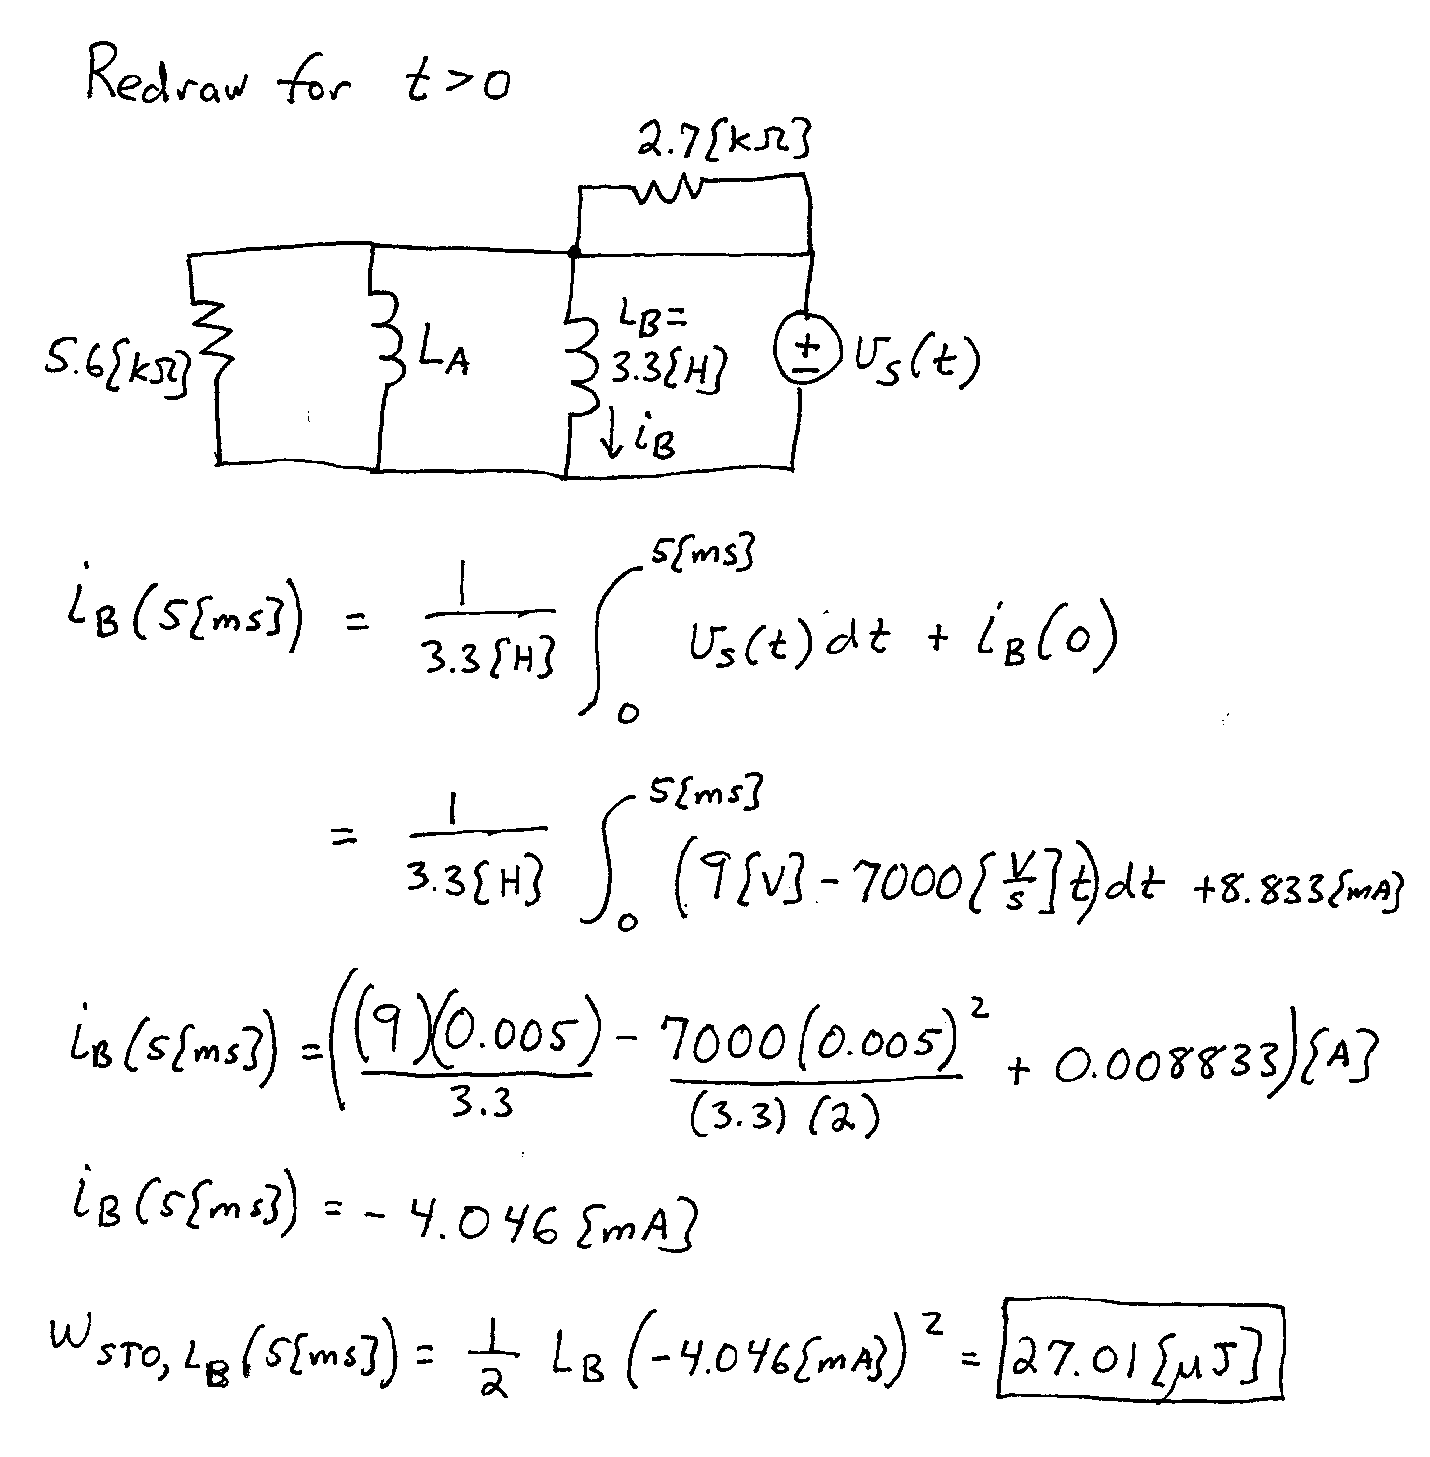 Redraw for t>0
2.7[kΩ]
5.6[kΩ]
L_A
L_B=
3.3[H]
↓ i_B
+
−
v_S(t)
i_B(5[ms]) = 1/3.3[H] ∫_0^5[ms] v_S(t) dt + i_B(0)
= 1/3.3[H] ∫_0^5[ms] (9[V] - 7000[V/s]t)dt + 8.833[mA]
i_B(5[ms]) = ((9)(0.005)/3.3 - 7000(0.005)^2/(3.3)(2) + 0.008833)[A]
i_B(5[ms]) = -4.046[mA]
w_STO,L_B(5[ms]) = 1/2 L_B (-4.046[mA])^2 = 27.01[μJ]